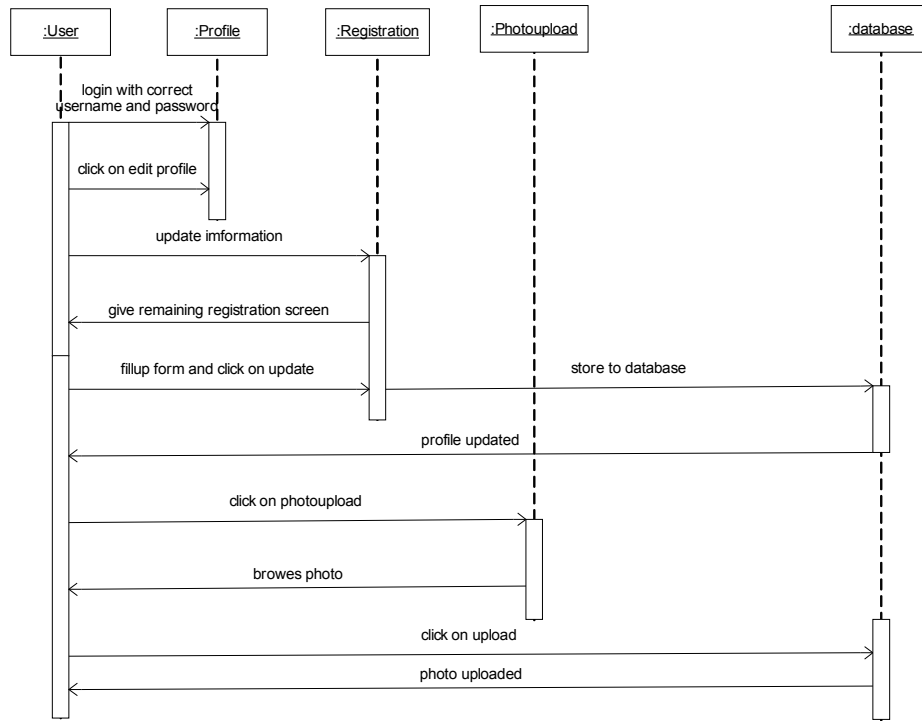 :User
:Profile
:Registration
:Photoupload
:database
login with correct
username and password
click on edit profile
update imformation
give remaining registration screen
fillup form and click on update
store to database
profile updated
click on photoupload
browes photo
click on upload
photo uploaded